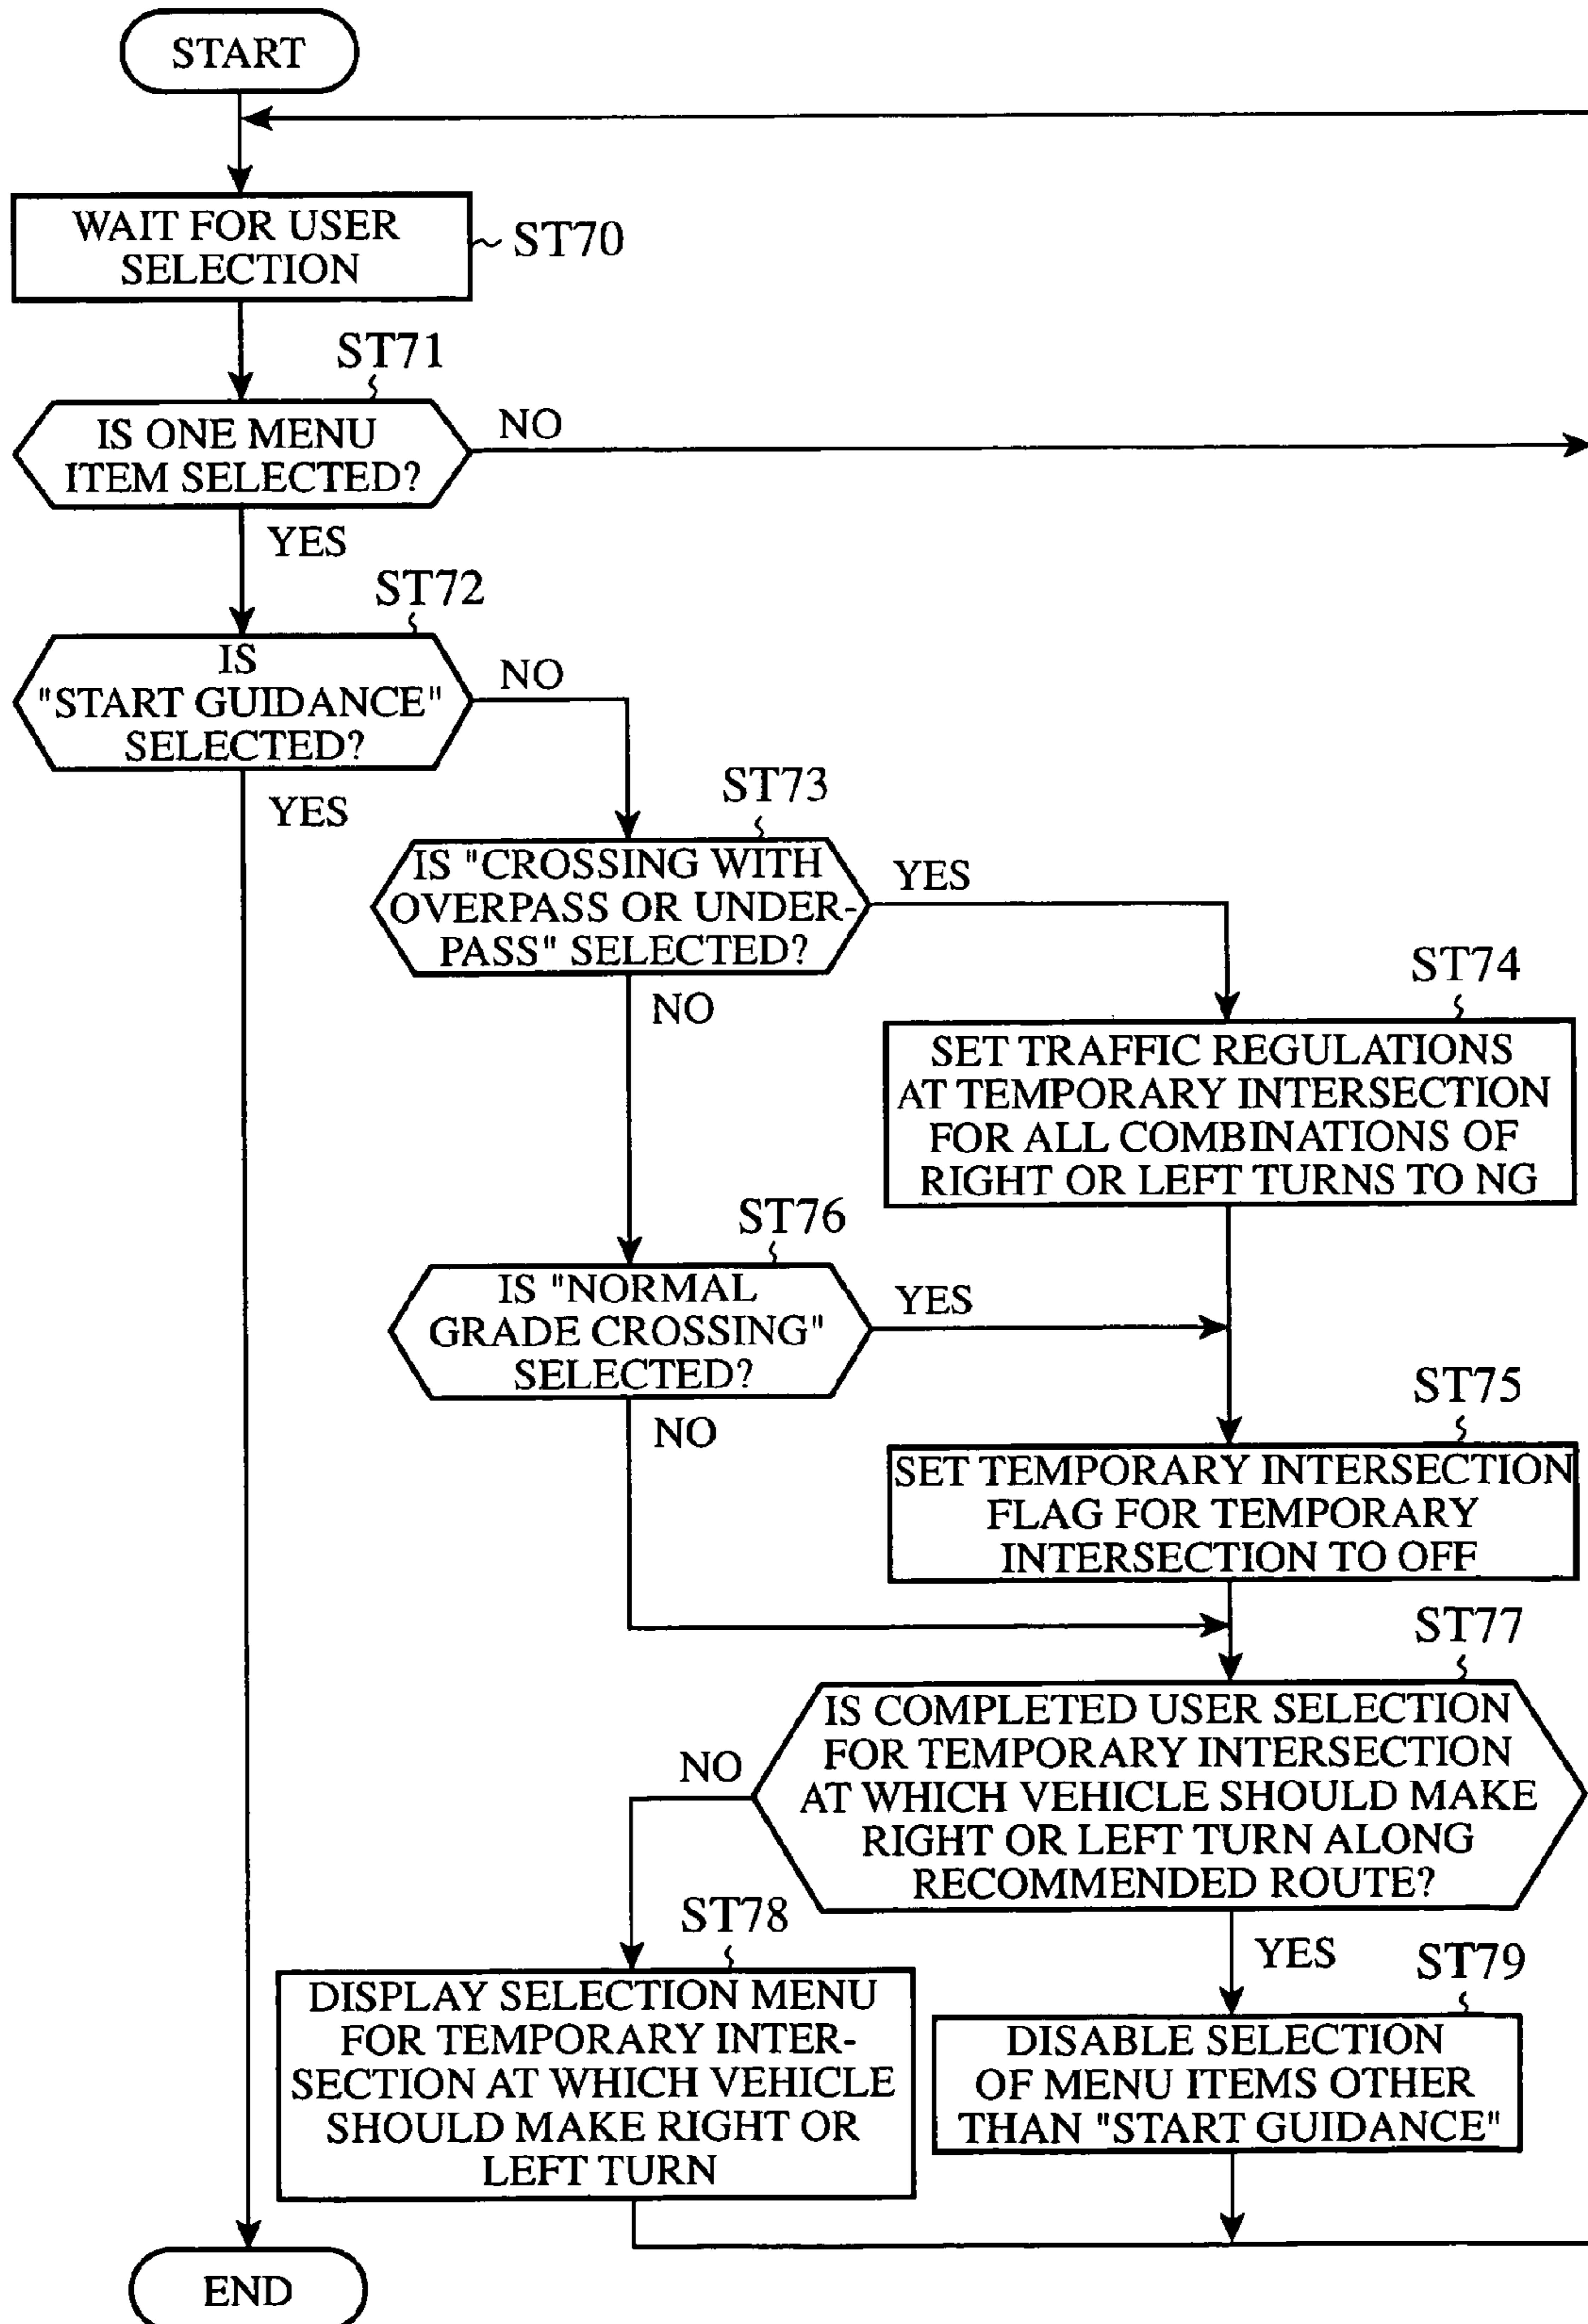 START
WAIT FOR USER
SELECTION
ST70
ST71
IS ONE MENU
ITEM SELECTED?
NO
YES
ST72
IS
"START GUIDANCE"
SELECTED?
NO
YES
ST73
IS "CROSSING WITH
OVERPASS OR UNDER-
PASS" SELECTED?
YES
NO
ST74
SET TRAFFIC REGULATIONS
AT TEMPORARY INTERSECTION
FOR ALL COMBINATIONS OF
RIGHT OR LEFT TURNS TO NG
ST76
IS "NORMAL
GRADE CROSSING"
SELECTED?
YES
NO
ST75
SET TEMPORARY INTERSECTION
FLAG FOR TEMPORARY
INTERSECTION TO OFF
ST77
IS COMPLETED USER SELECTION
FOR TEMPORARY INTERSECTION
AT WHICH VEHICLE SHOULD MAKE
RIGHT OR LEFT TURN ALONG
RECOMMENDED ROUTE?
NO
YES
ST78
DISPLAY SELECTION MENU
FOR TEMPORARY INTER-
SECTION AT WHICH VEHICLE
SHOULD MAKE RIGHT OR
LEFT TURN
ST79
DISABLE SELECTION
OF MENU ITEMS OTHER
THAN "START GUIDANCE"
END